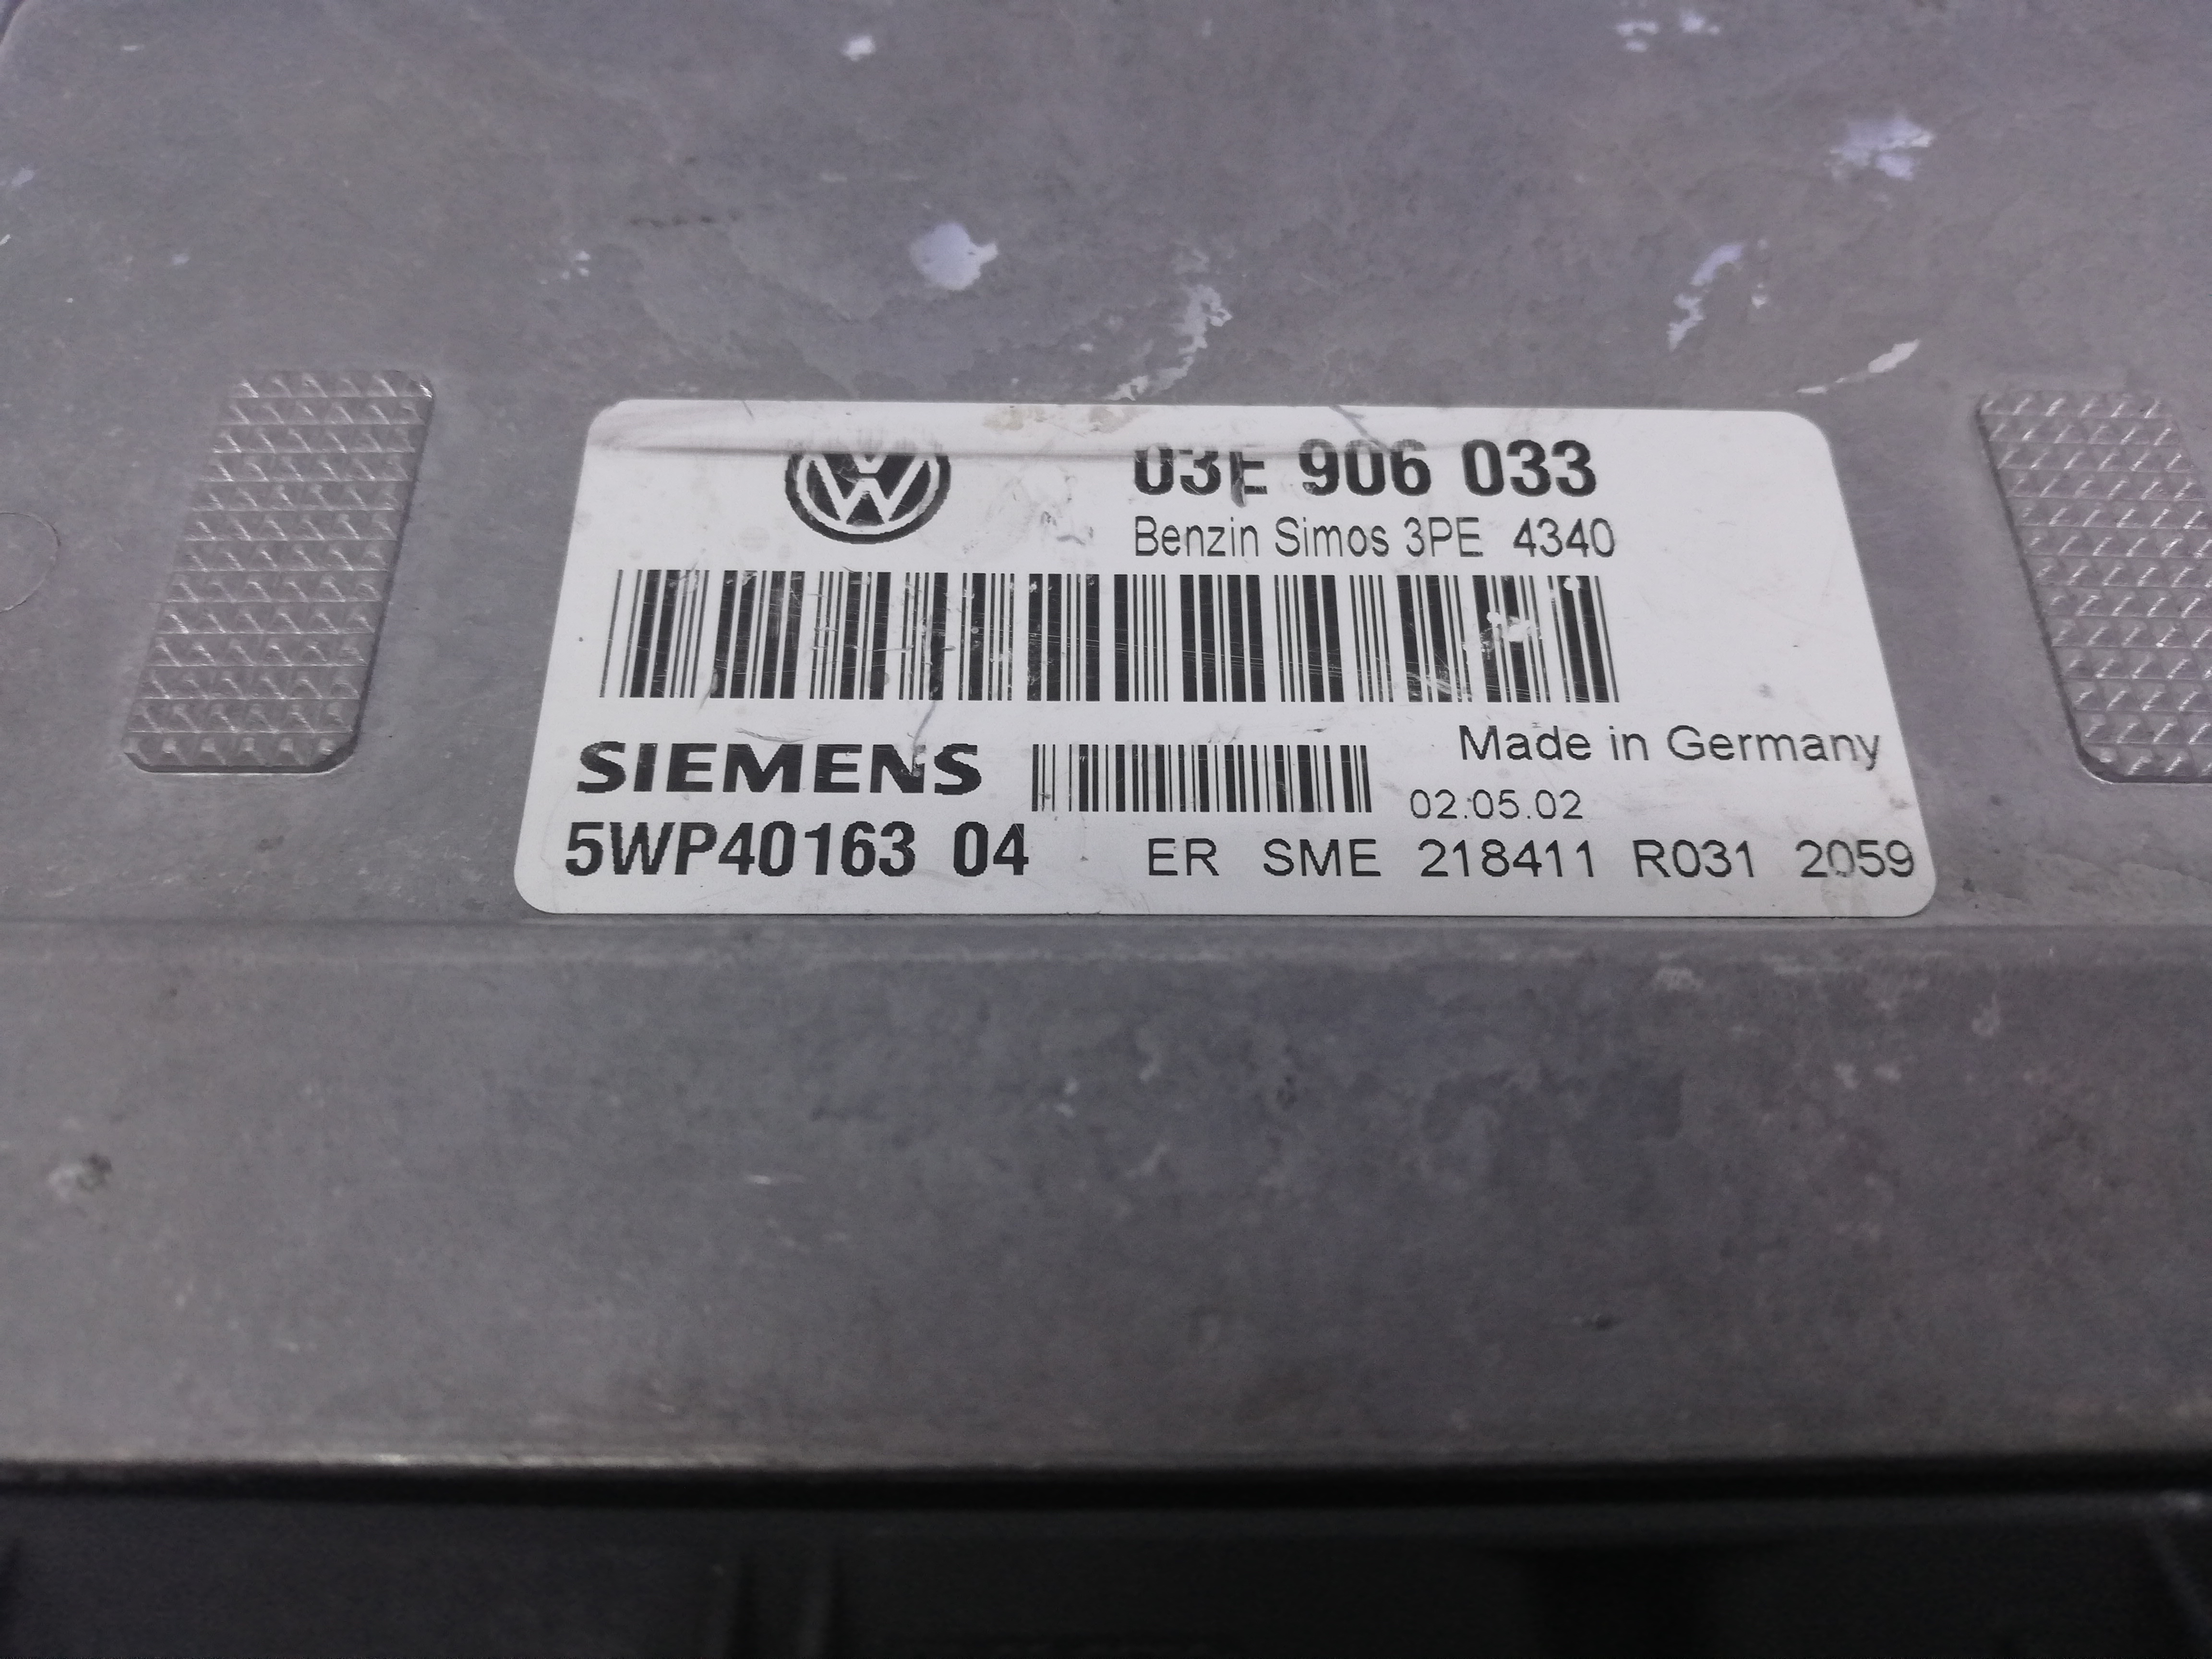 03E 906 033
Benzin Simos 3PE 4340
SIEMENS
Made in Germany
02.05.02
5WP40163 04
ER SME 218411 R031 2059